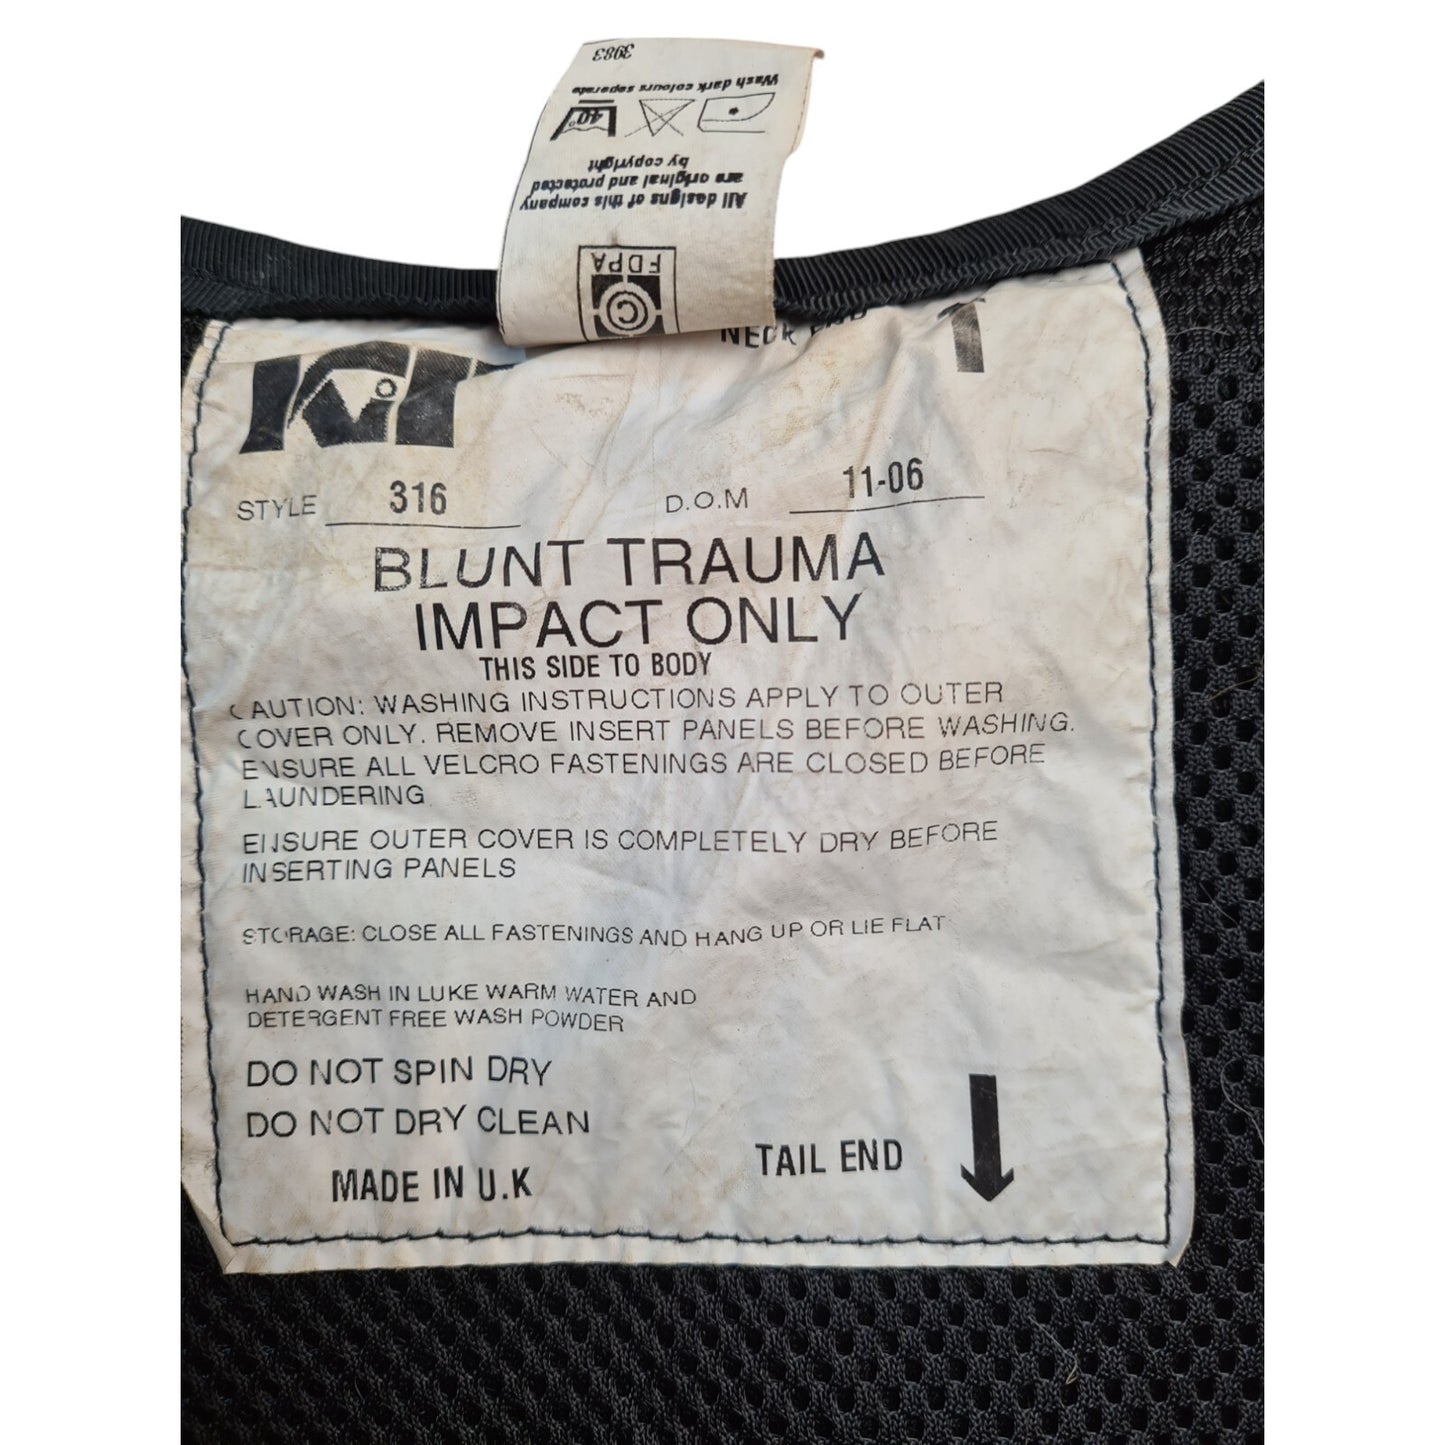 3983
Wash dark colours seperate
40°
All designs of this company
are original and protected
by copyright
FDPA
C
NECK END
STYLE 316 D.O.M 11-06
BLUNT TRAUMA
IMPACT ONLY
THIS SIDE TO BODY
CAUTION: WASHING INSTRUCTIONS APPLY TO OUTER
COVER ONLY. REMOVE INSERT PANELS BEFORE WASHING.
ENSURE ALL VELCRO FASTENINGS ARE CLOSED BEFORE
LAUNDERING
ENSURE OUTER COVER IS COMPLETELY DRY BEFORE
INSERTING PANELS
STORAGE: CLOSE ALL FASTENINGS AND HANG UP OR LIE FLAT
HAND WASH IN LUKE WARM WATER AND
DETERGENT FREE WASH POWDER
DO NOT SPIN DRY
DO NOT DRY CLEAN
MADE IN U.K
TAIL END